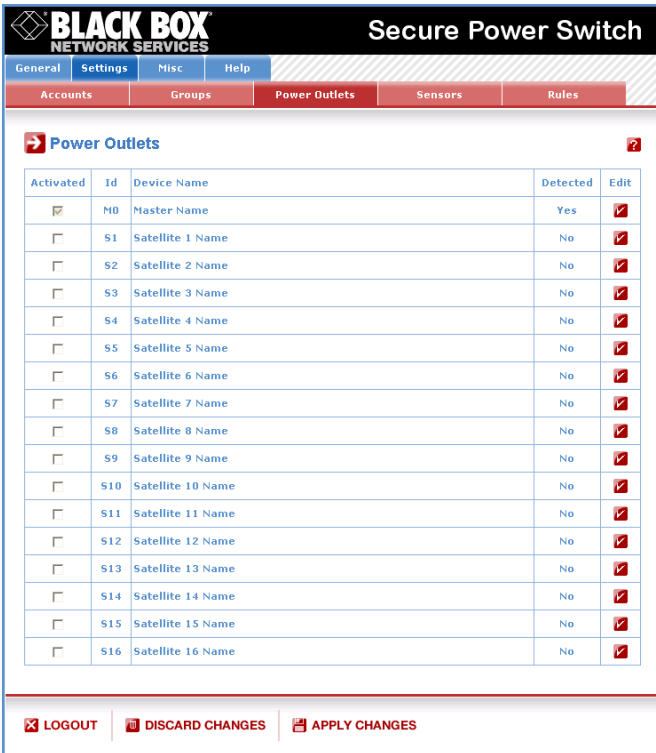 BLACK BOX
NETWORK SERVICES
Secure Power Switch
General Settings Misc Help
Accounts Groups Power Outlets Sensors Rules
Power Outlets ?
Activated Id Device Name Detected Edit
M0 Master Name Yes
S1 Satellite 1 Name No
S2 Satellite 2 Name No
S3 Satellite 3 Name No
S4 Satellite 4 Name No
S5 Satellite 5 Name No
S6 Satellite 6 Name No
S7 Satellite 7 Name No
S8 Satellite 8 Name No
S9 Satellite 9 Name No
S10 Satellite 10 Name No
S11 Satellite 11 Name No
S12 Satellite 12 Name No
S13 Satellite 13 Name No
S14 Satellite 14 Name No
S15 Satellite 15 Name No
S16 Satellite 16 Name No
LOGOUT DISCARD CHANGES APPLY CHANGES